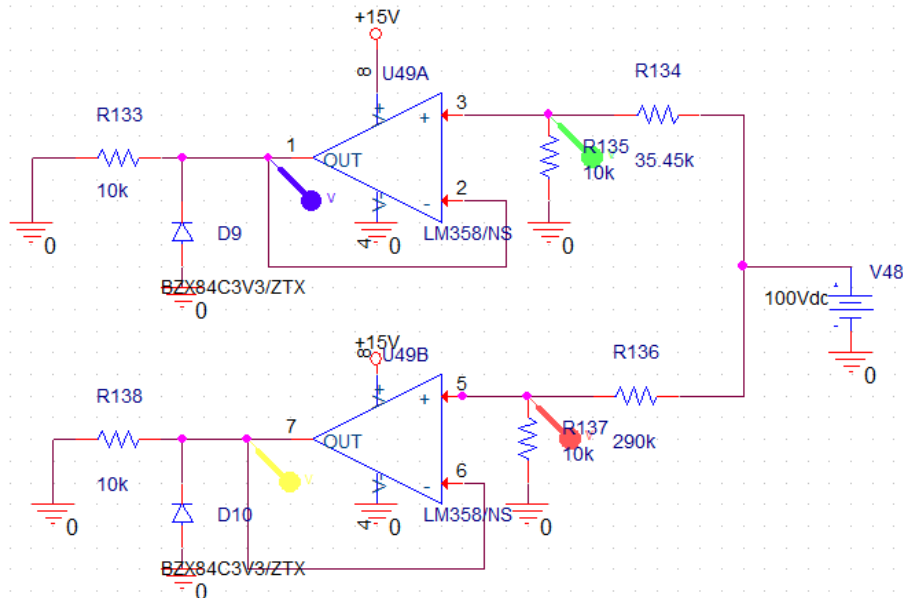 +15V
8
U49A
R134
R133
3
+
V+
1
OUT
R135
35.45k
10k
10k
V
V
2
-
V-
D9
4
0
LM358/NS
0
0
BZX84C3V3/ZTX
0
V48
100Vdc
+15V
8
U49B
R136
0
R138
5
+
V+
7
OUT
R137
290k
10k
V
10k
V
6
-
V-
D10
4
0
LM358/NS
0
0
BZX84C3V3/ZTX
0